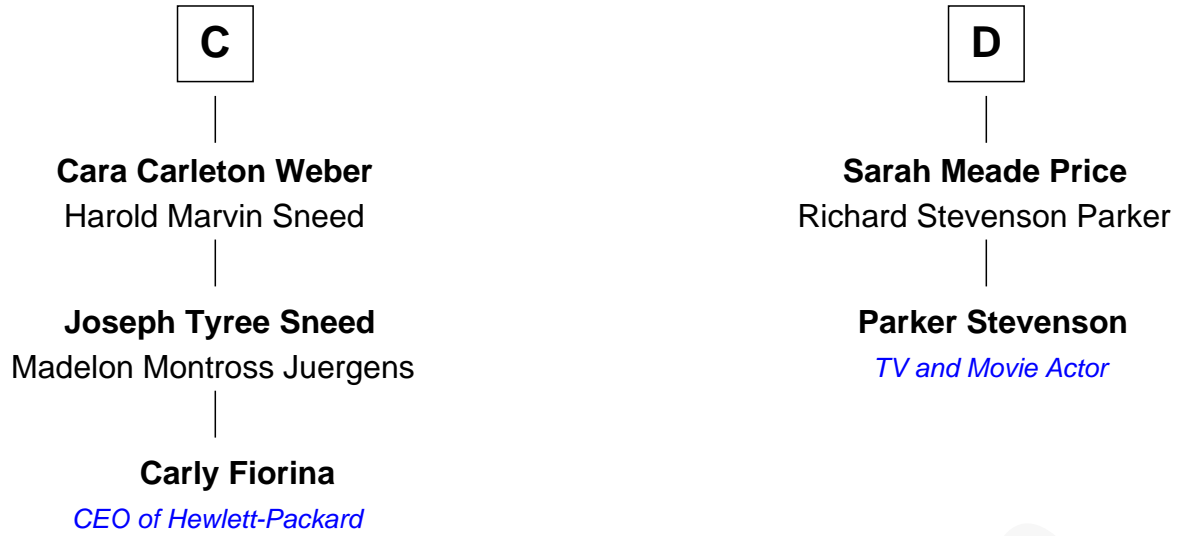 C
Cara Carleton Weber
Harold Marvin Sneed
Joseph Tyree Sneed
Madelon Montross Juergens
Carly Fiorina
CEO of Hewlett-Packard
D
Sarah Meade Price
Richard Stevenson Parker
Parker Stevenson
TV and Movie Actor